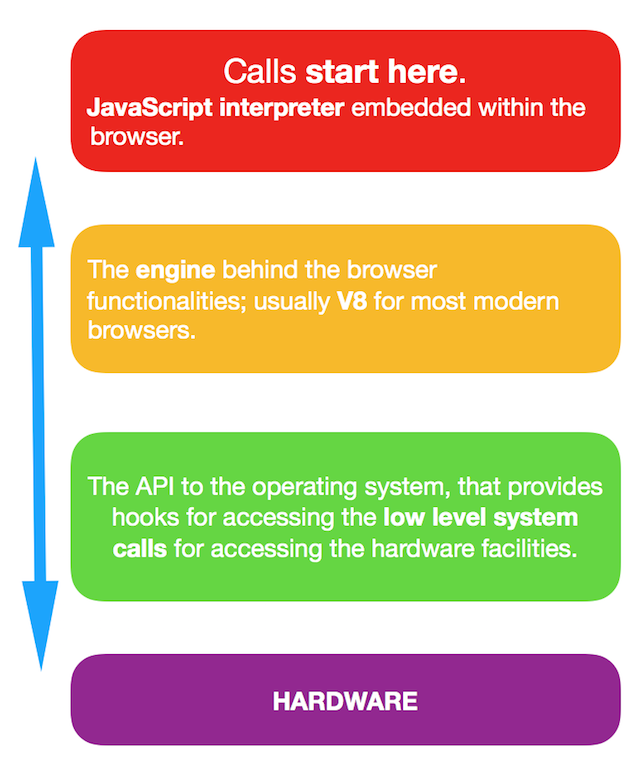 Calls start here.
JavaScript interpreter embedded within the
browser.
The engine behind the browser
functionalities; usually V8 for most modern
browsers.
The API to the operating system, that provides
hooks for accessing the low level system
calls for accessing the hardware facilities.
HARDWARE